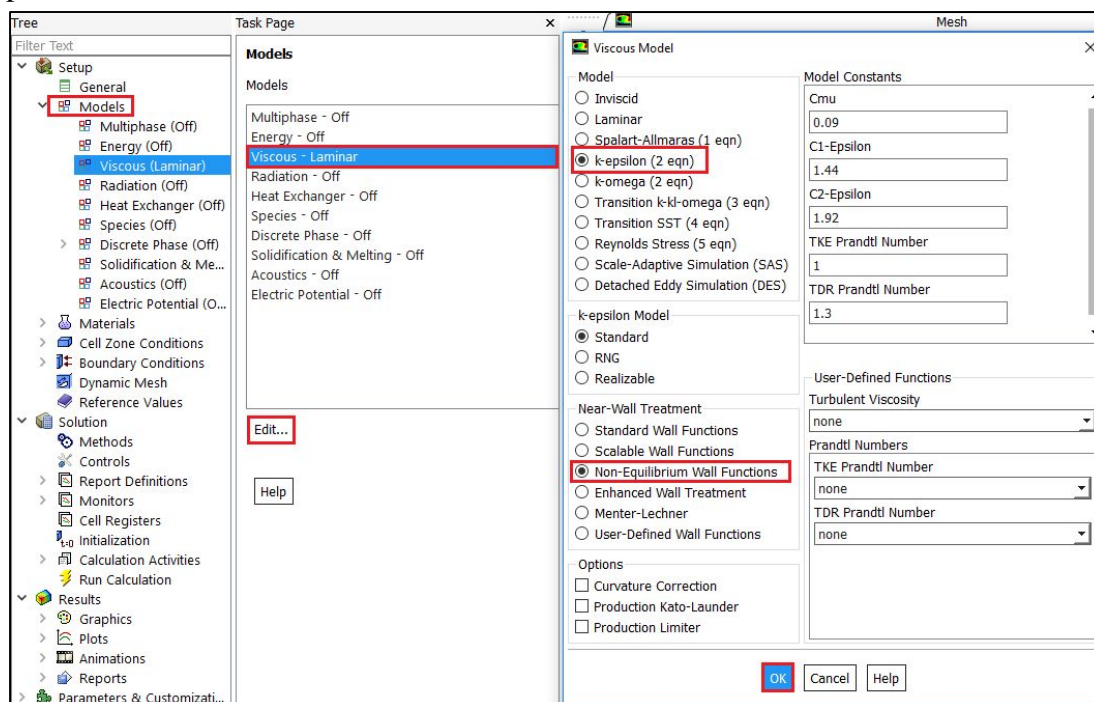 Tree
Filter Text
Setup
General
Models
Multiphase (Off)
Energy (Off)
Viscous (Laminar)
Radiation (Off)
Heat Exchanger (Off)
Species (Off)
Discrete Phase (Off)
Solidification & Me...
Acoustics (Off)
Electric Potential (O...
Materials
Cell Zone Conditions
Boundary Conditions
Dynamic Mesh
Reference Values
Solution
Methods
Controls
Report Definitions
Monitors
Cell Registers
t=0 Initialization
Calculation Activities
Run Calculation
Results
Graphics
Plots
Animations
Reports
Parameters & Customizati...
Task Page
Models
Models
Multiphase - Off
Energy - Off
Viscous - Laminar
Radiation - Off
Heat Exchanger - Off
Species - Off
Discrete Phase - Off
Solidification & Melting - Off
Acoustics - Off
Electric Potential - Off
Edit...
Help
Mesh
Viscous Model
Model
Inviscid
Laminar
Spalart-Allmaras (1 eqn)
k-epsilon (2 eqn)
k-omega (2 eqn)
Transition k-kl-omega (3 eqn)
Transition SST (4 eqn)
Reynolds Stress (5 eqn)
Scale-Adaptive Simulation (SAS)
Detached Eddy Simulation (DES)
k-epsilon Model
Standard
RNG
Realizable
Near-Wall Treatment
Standard Wall Functions
Scalable Wall Functions
Non-Equilibrium Wall Functions
Enhanced Wall Treatment
Menter-Lechner
User-Defined Wall Functions
Options
Curvature Correction
Production Kato-Launder
Production Limiter
Model Constants
Cmu
0.09
C1-Epsilon
1.44
C2-Epsilon
1.92
TKE Prandtl Number
1
TDR Prandtl Number
1.3
User-Defined Functions
Turbulent Viscosity
none
Prandtl Numbers
TKE Prandtl Number
none
TDR Prandtl Number
none
OK
Cancel
Help